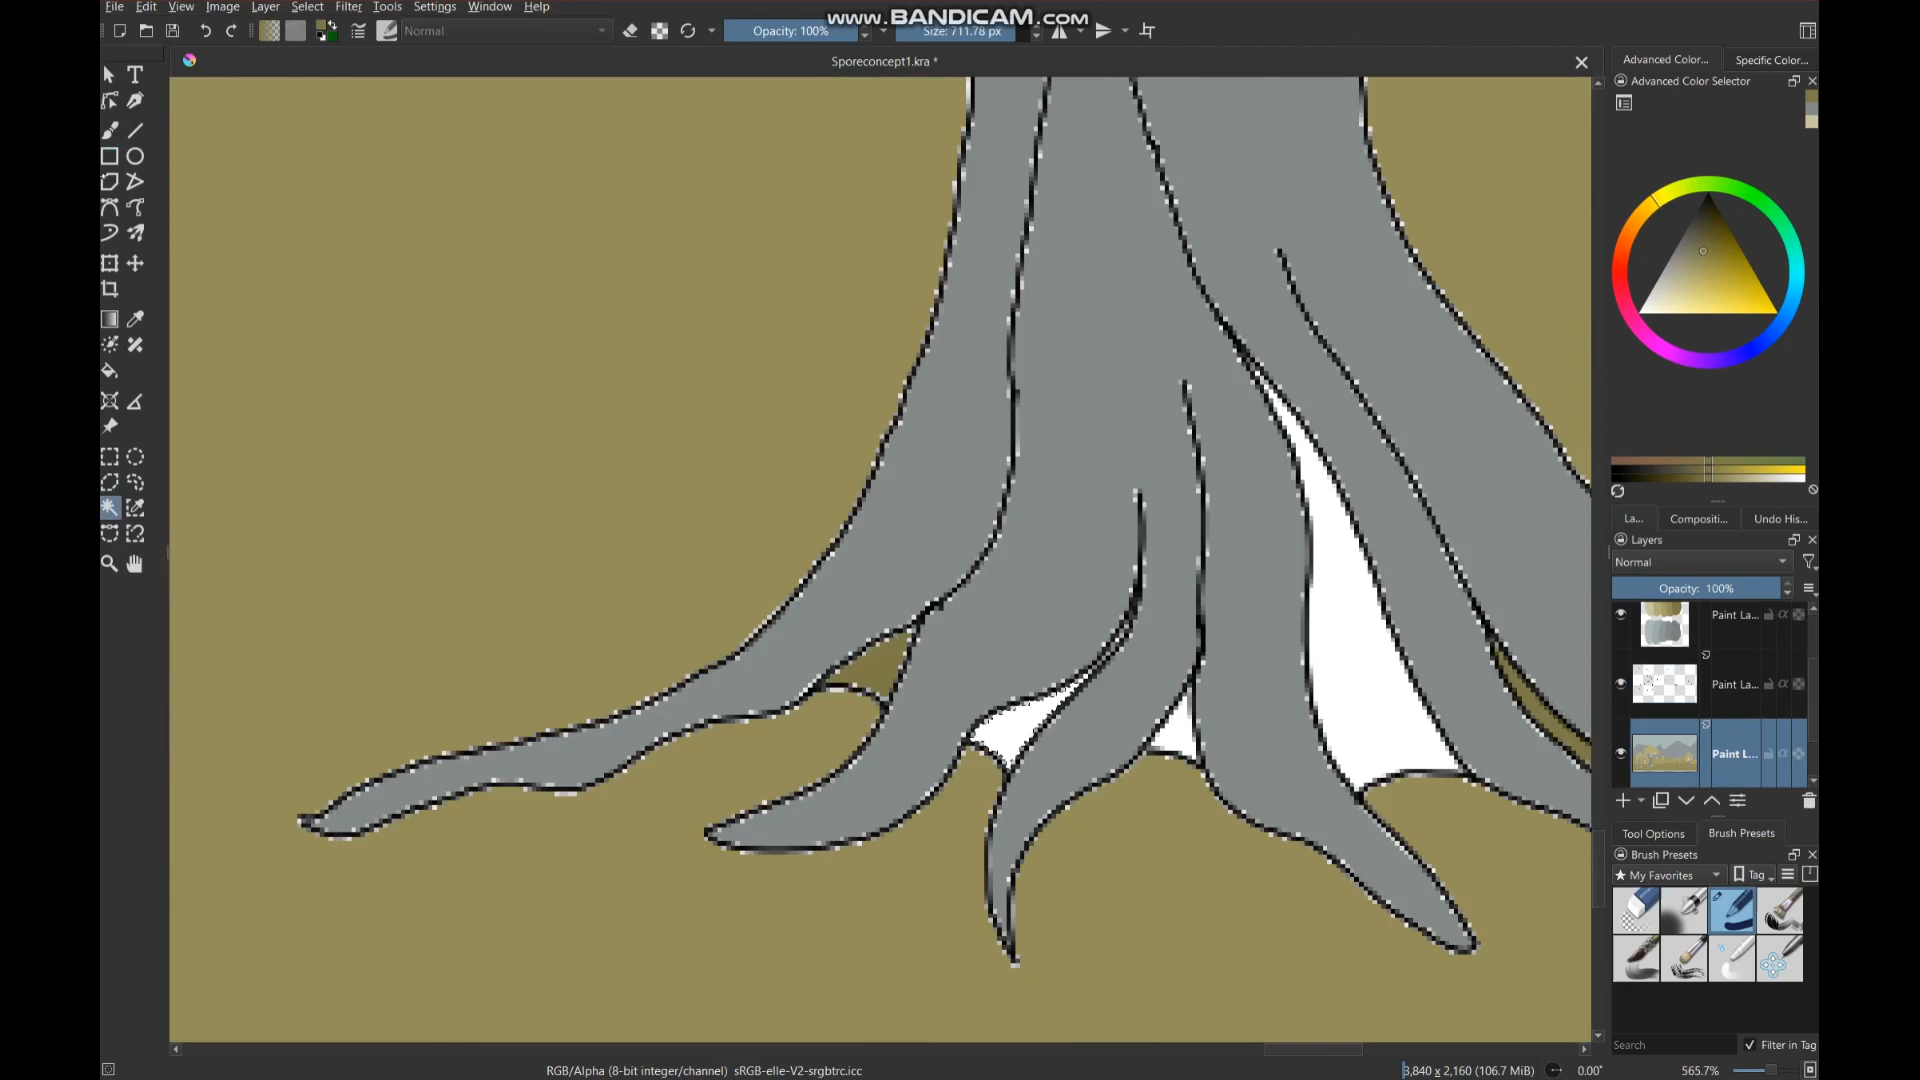 File Edit View Image Layer Select Filter Tools Settings Window Help
www.BANDICAM.com
Normal
Opacity: 100%
Size: 711.78 px
Sporeconcept1.kra *
Advanced Color...
Specific Color...
Advanced Color Selector
La...
Compositi...
Undo His...
Layers
Normal
Opacity: 100%
Paint La...
Paint La...
Paint L...
Tool Options
Brush Presets
Brush Presets
My Favorites
Tag
Search
Filter in Tag
RGB/Alpha (8-bit integer/channel) sRGB-elle-V2-srgbtrc.icc
3,840 x 2,160 (106.7 MiB)
0.00°
565.7%